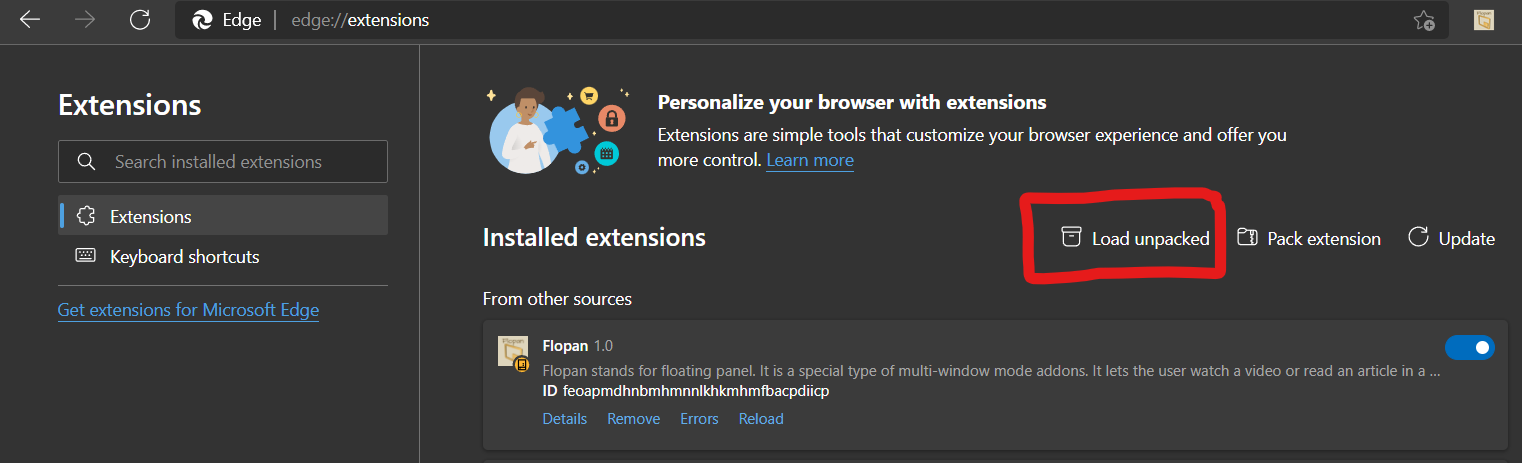 Edge edge://extensions
Extensions
Search installed extensions
Extensions
Keyboard shortcuts
Get extensions for Microsoft Edge
Personalize your browser with extensions
Extensions are simple tools that customize your browser experience and offer you
more control. Learn more
Installed extensions
Load unpacked
Pack extension
Update
From other sources
Flopan 1.0
Flopan stands for floating panel. It is a special type of multi-window mode addons. It lets the user watch a video or read an article in a ...
ID feoapmdhnbmhmnnlkhkmhmfbacpdiicp
Details Remove Errors Reload